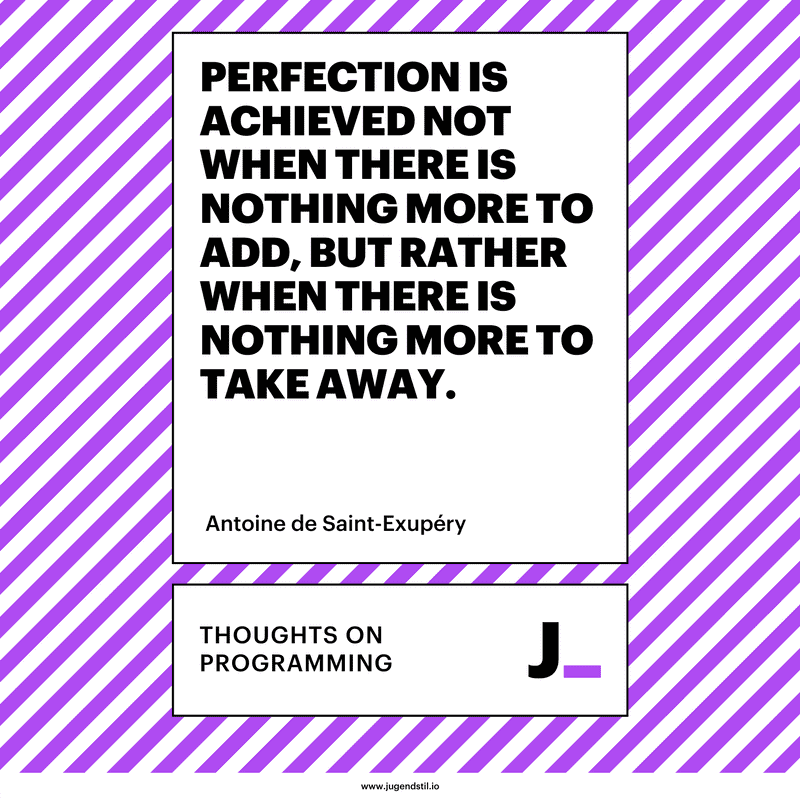 PERFECTION IS
ACHIEVED NOT
WHEN THERE IS
NOTHING MORE TO
ADD, BUT RATHER
WHEN THERE IS
NOTHING MORE TO
TAKE AWAY.
Antoine de Saint-Exupéry
THOUGHTS ON
PROGRAMMING
J_
www.jugendstil.io